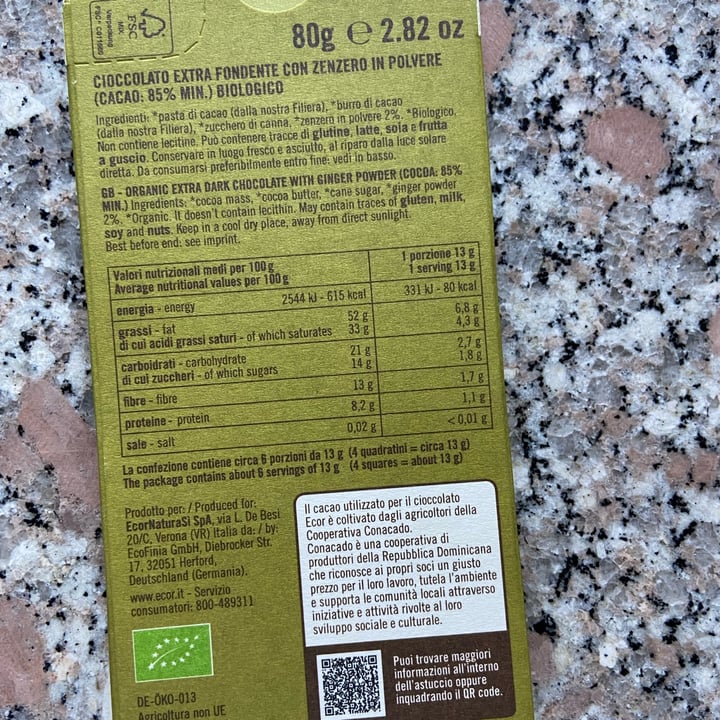 FSC
MIX
Verpackung
80g ℮ 2.82 oz
CIOCCOLATO EXTRA FONDENTE CON ZENZERO IN POLVERE
(CACAO: 85% MIN.) BIOLOGICO
Ingredienti: *pasta di cacao (dalla nostra Filiera), *burro di cacao
(dalla nostra Filiera), *zucchero di canna, *zenzero in polvere 2%. *Biologico.
Non contiene lecitine. Può contenere tracce di glutine, latte, soia e frutta
a guscio. Conservare in luogo fresco e asciutto, al riparo dalla luce solare
diretta. Da consumarsi preferibilmente entro fine: vedi in basso.
GB - ORGANIC EXTRA DARK CHOCOLATE WITH GINGER POWDER (COCOA: 85%
MIN.) Ingredients: *cocoa mass, *cocoa butter, *cane sugar, *ginger powder
2%. *Organic. It doesn't contain lecithin. May contain traces of gluten, milk,
soy and nuts. Keep in a cool dry place, away from direct sunlight.
Best before end: see imprint.
Valori nutrizionali medi per 100 g 1 porzione 13 g
Average nutritional values per 100 g 1 serving 13 g
energia - energy 2544 kJ - 615 kcal 331 kJ - 80 kcal
grassi - fat 52 g 6,8 g
di cui acidi grassi saturi - of which saturates 33 g 4,3 g
carboidrati - carbohydrate 21 g 2,7 g
di cui zuccheri - of which sugars 14 g 1,8 g
fibre - fibre 13 g 1,7 g
proteine - protein 8,2 g 1,1 g
sale - salt 0,02 g <0,01 g
La confezione contiene circa 6 porzioni da 13 g (4 quadratini = circa 13 g)
The package contains about 6 servings of 13 g (4 squares = about 13 g)
Prodotto per: / Produced for:
EcorNaturaSì SpA, via L. De Besi
20/C, Verona (VR) Italia da: / by:
EcoFinia GmbH, Diebrocker Str.
17, 32051 Herford,
Deutschland (Germania).
www.ecor.it - Servizio
consumatori: 800-489311
DE-ÖKO-013
Agricoltura non UE
Il cacao utilizzato per il cioccolato
Ecor è coltivato dagli agricoltori della
Cooperativa Conacado.
Conacado è una cooperativa di
produttori della Repubblica Dominicana
che riconosce ai propri soci un giusto
prezzo per il loro lavoro, tutela l'ambiente
e supporta le comunità locali attraverso
iniziative e attività rivolte al loro
sviluppo sociale e culturale.
Puoi trovare maggiori
informazioni all'interno
dell'astuccio oppure
inquadrando il QR code.